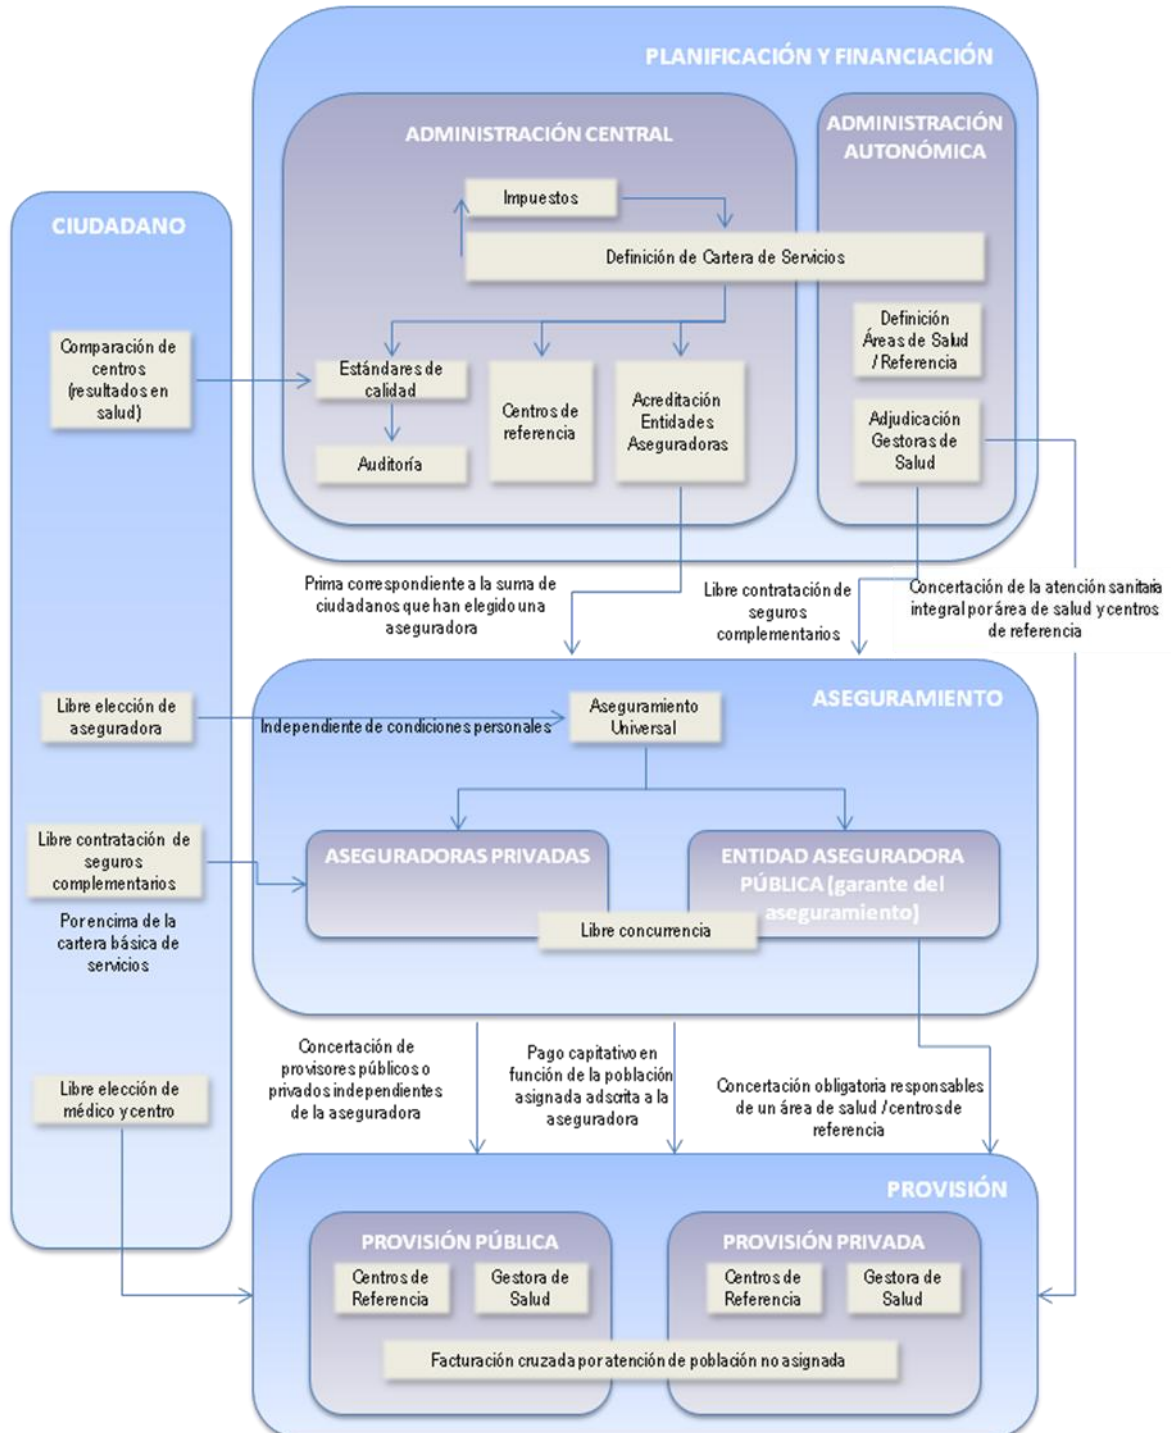 PLANIFICACIÓN Y FINANCIACIÓN
ADMINISTRACIÓN CENTRAL
ADMINISTRACIÓN
AUTONÓMICA
Impuestos
Definición de Cartera de Servicios
Estándares de
calidad
Auditoría
Centros de
referencia
Acreditación
Entidades
Aseguradoras
Definición
Áreas de Salud
/ Referencia
Adjudicación
Gestoras de
Salud
CIUDADANO
Comparación de
centros
(resultados en
salud)
Libre elección de
aseguradora
Libre contratación de
seguros
complementarios
Por encima de la
cartera básica de
servicios
Libre elección de
médico y centro
Prima correspondiente a la suma de
ciudadanos que han elegido una
aseguradora
Libre contratación de
seguros
complementarios
Concertación de la atención sanitaria
integral por área de salud y centros
de referencia
ASEGURAMIENTO
Independiente de condiciones personales
Aseguramiento
Universal
ASEGURADORAS PRIVADAS
ENTIDAD ASEGURADORA
PÚBLICA (garante del
aseguramiento)
Libre concurrencia
Concertación de
provisores públicos o
privados independientes
de la aseguradora
Pago capitativo en
función de la población
asignada adscrita a la
aseguradora
Concertación obligatoria responsables
de un área de salud / centros de
referencia
PROVISIÓN
PROVISIÓN PÚBLICA
Centros de
Referencia
Gestora de
Salud
PROVISIÓN PRIVADA
Centros de
Referencia
Gestora de
Salud
Facturación cruzada por atención de población no asignada